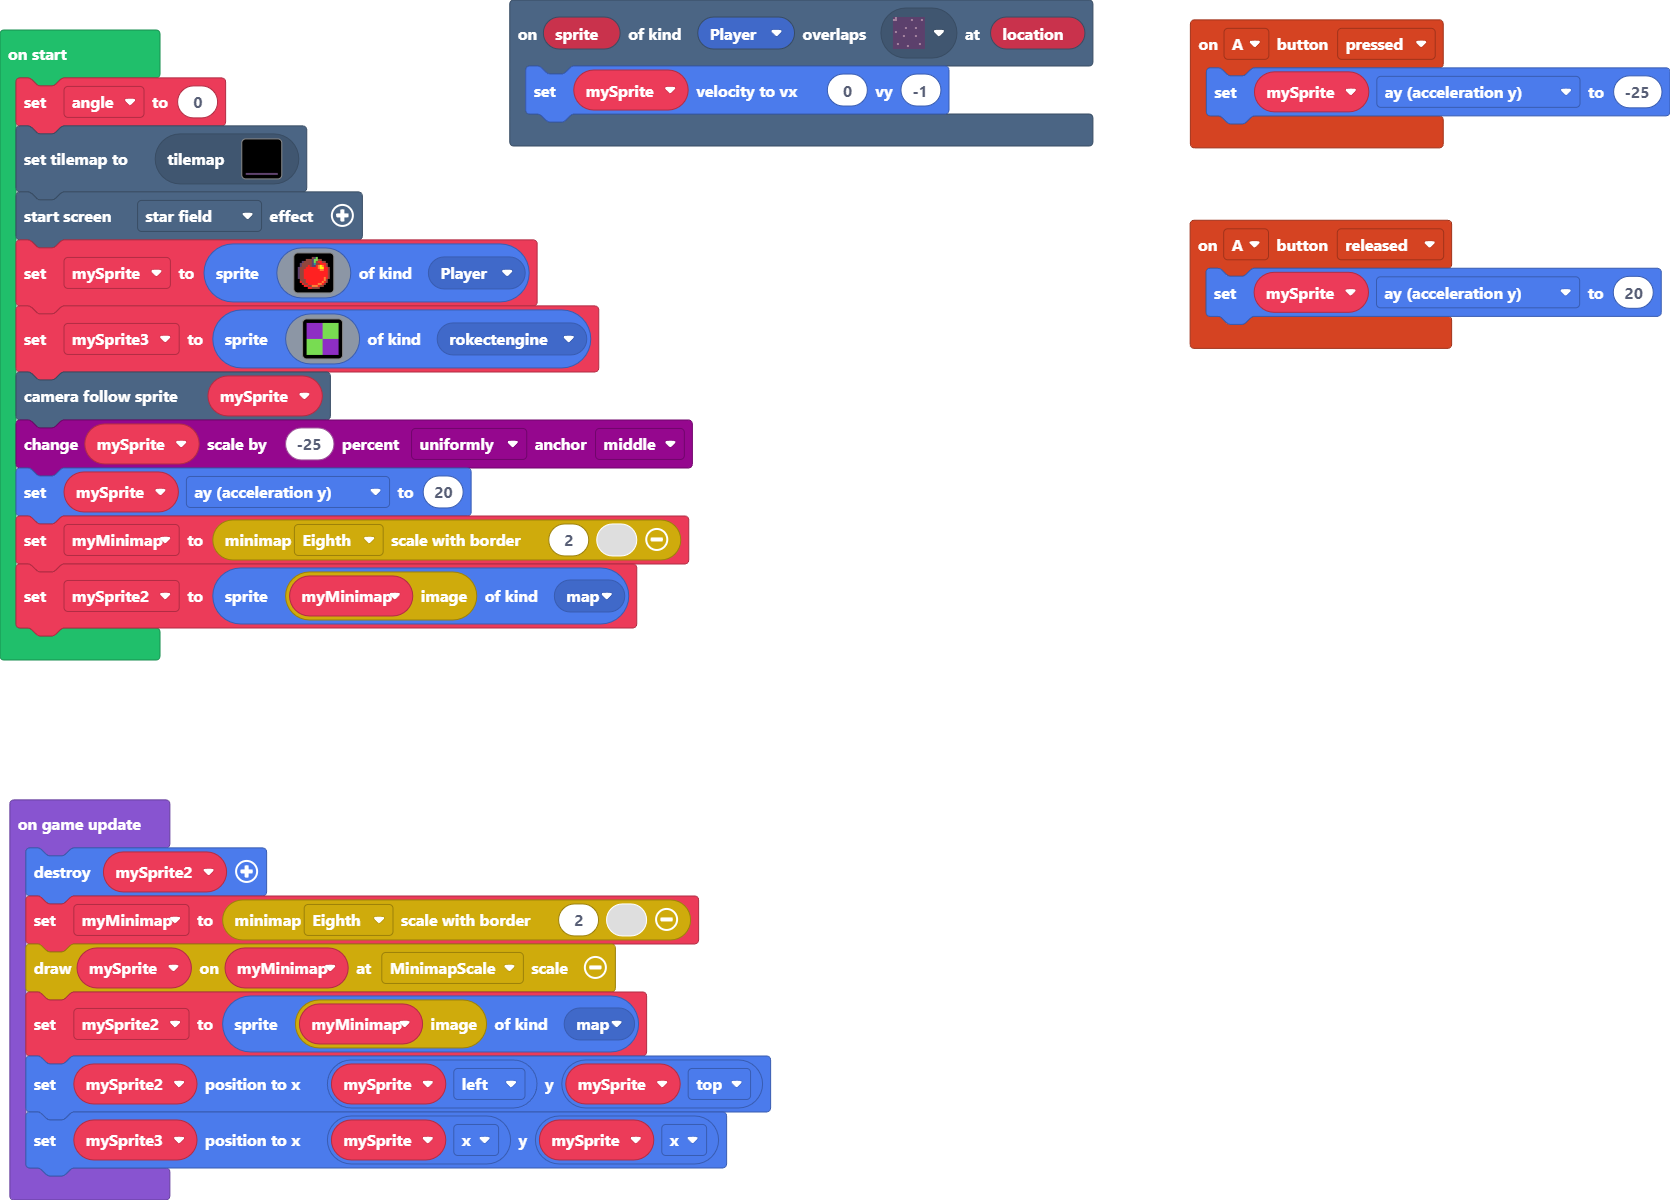 on start
set angle to 0
set tilemap to tilemap
start screen star field effect
set mySprite to sprite of kind Player
set mySprite3 to sprite of kind rokectengine
camera follow sprite mySprite
change mySprite scale by -25 percent uniformly anchor middle
set mySprite ay (acceleration y) to 20
set myMinimap to minimap Eighth scale with border 2
set mySprite2 to sprite myMinimap image of kind map
on sprite of kind Player overlaps at location
set mySprite velocity to vx 0 vy -1
on A button pressed
set mySprite ay (acceleration y) to -25
on A button released
set mySprite ay (acceleration y) to 20
on game update
destroy mySprite2
set myMinimap to minimap Eighth scale with border 2
draw mySprite on myMinimap at MinimapScale scale
set mySprite2 to sprite myMinimap image of kind map
set mySprite2 position to x mySprite left y mySprite top
set mySprite3 position to x mySprite x y mySprite x